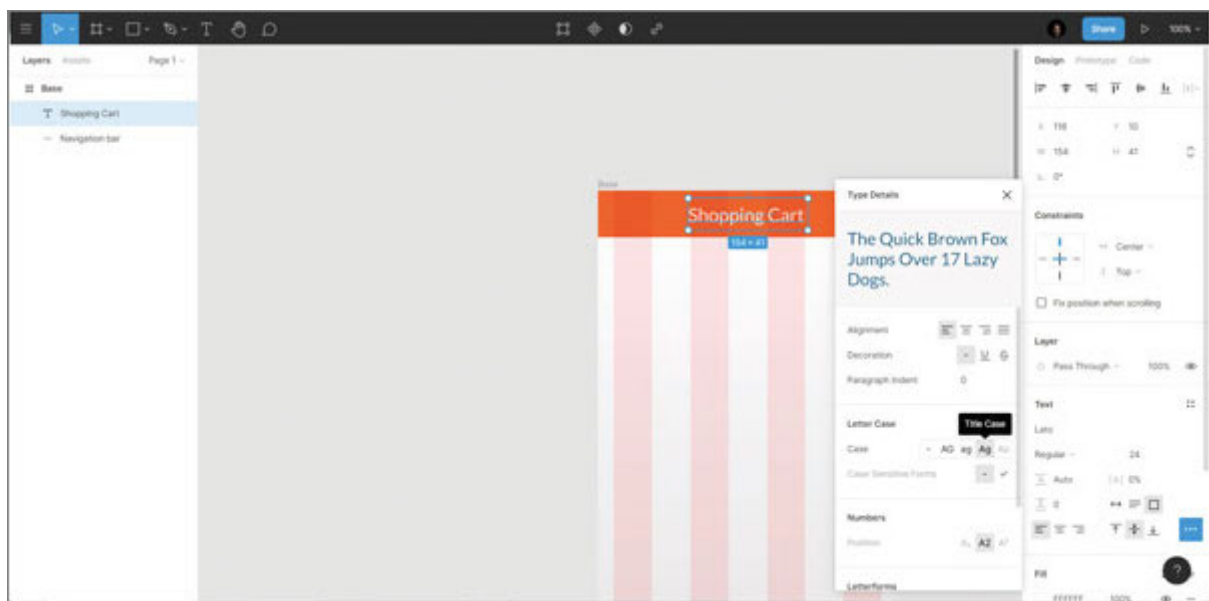 T
Share
100%
Layers Assets Page 1
Design Prototype Code
Base
T Shopping Cart
Navigation bar
X 116 Y 10
W 154 H 41
0°
Base
Shopping Cart
154 × 41
Type Details
The Quick Brown Fox
Jumps Over 17 Lazy
Dogs.
Alignment
Decoration - U S
Paragraph Indent 0
Letter Case
Title Case
Case - AG ag Ag
Case Sensitive Forms -
Numbers
Position A2
Letterforms
Constraints
Center
Top
Fix position when scrolling
Layer
Pass Through 100%
Text
Lato
Regular 24
Auto |A| 0%
0
Fill
?
FFFFFF 100%